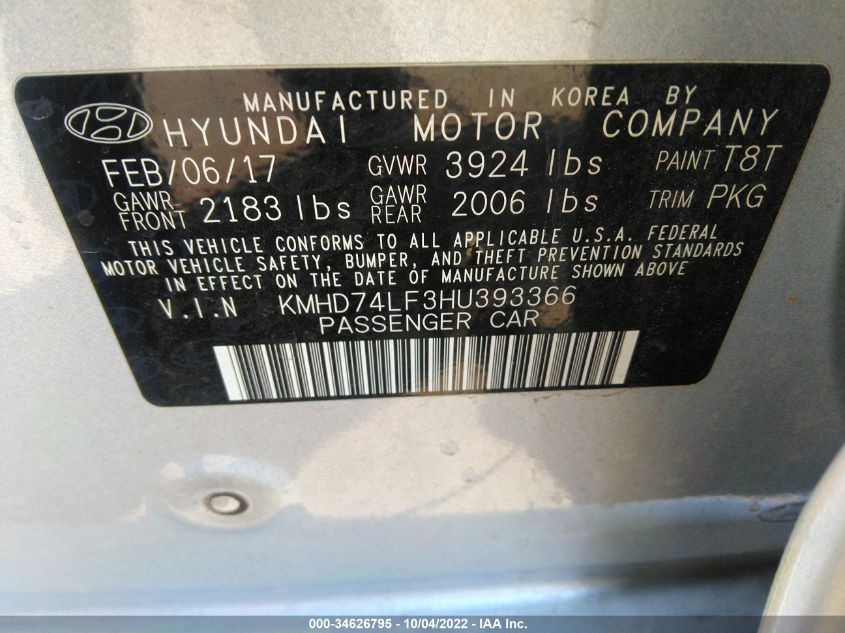 MANUFACTURED IN KOREA BY
HYUNDAI MOTOR COMPANY
FEB/06/17 GVWR 3924 lbs PAINT T8T
GAWR FRONT 2183 lbs GAWR REAR 2006 lbs TRIM PKG
THIS VEHICLE CONFORMS TO ALL APPLICABLE U.S.A. FEDERAL
MOTOR VEHICLE SAFETY, BUMPER, AND THEFT PREVENTION STANDARDS
IN EFFECT ON THE DATE OF MANUFACTURE SHOWN ABOVE
V.I.N KMHD74LF3HU393366
PASSENGER CAR
000-34626795 - 10/04/2022 - IAA Inc.